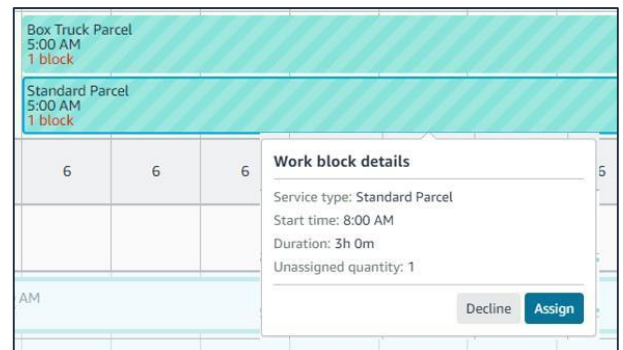 Box Truck Parcel
5:00 AM
1 block
Standard Parcel
5:00 AM
1 block
6 6 6 6
Work block details
Service type: Standard Parcel
Start time: 8:00 AM
Duration: 3h 0m
Unassigned quantity: 1
AM
Decline Assign